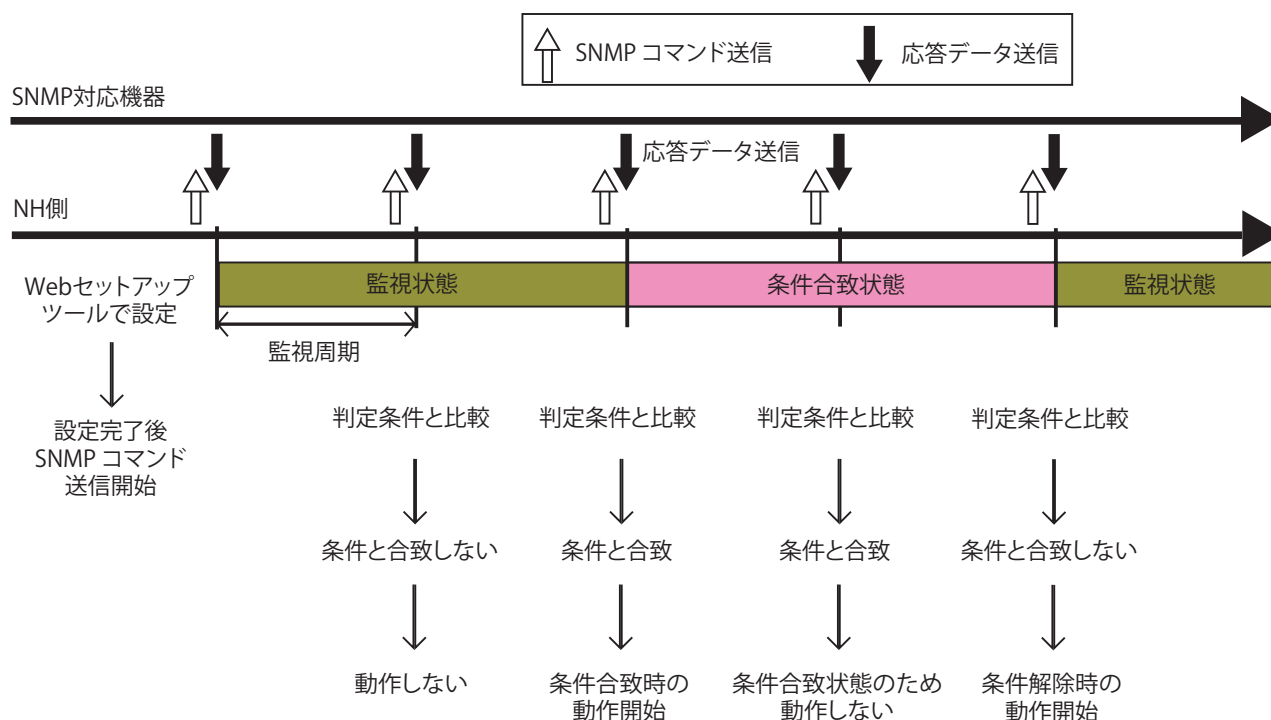 SNMP コマンド送信
応答データ送信
SNMP対応機器
応答データ送信
NH側
Webセットアップ
ツールで設定
監視状態
条件合致状態
監視状態
監視周期
設定完了後
SNMP コマンド
送信開始
判定条件と比較
判定条件と比較
判定条件と比較
判定条件と比較
条件と合致しない
条件と合致
条件と合致
条件と合致しない
動作しない
条件合致時の
動作開始
条件合致状態のため
動作しない
条件解除時の
動作開始